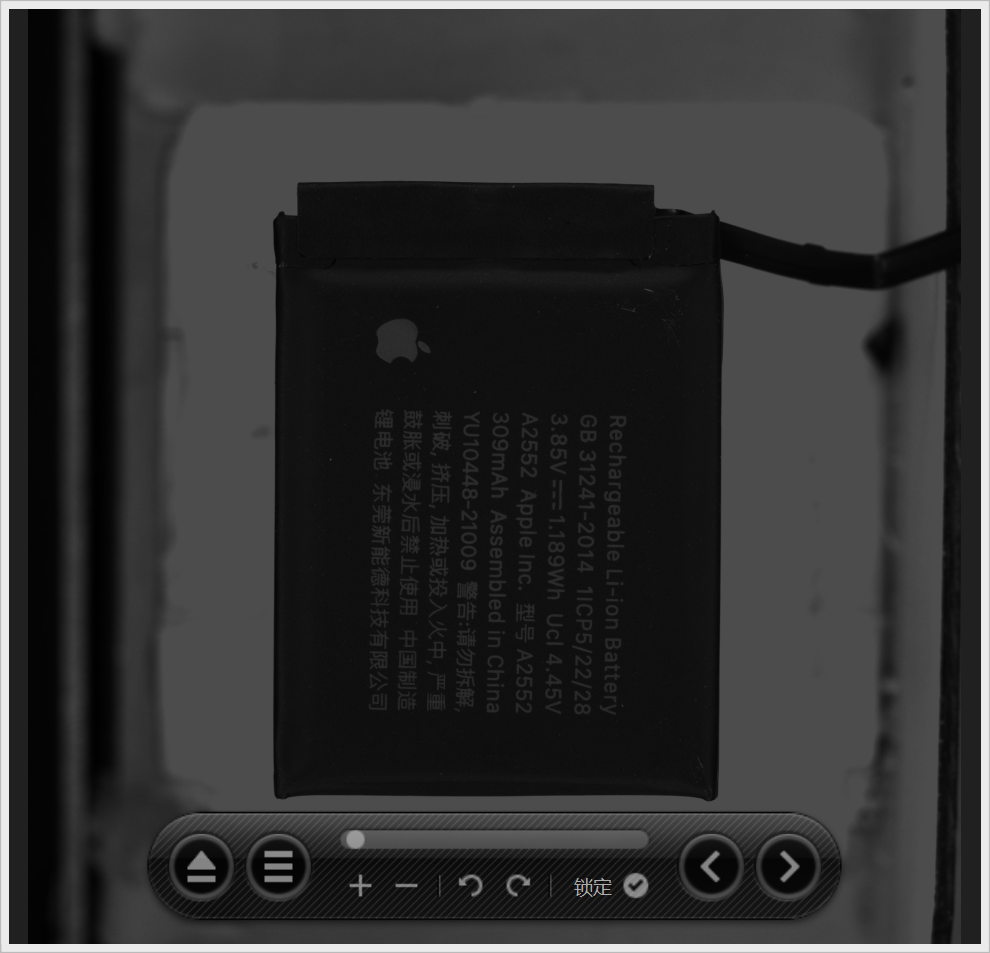 Rechargeable Li-ion Battery
GB 31241-2014 1ICP5/22/28
3.85V 1.189Wh Ucl 4.45V
A2552 Apple Inc. 型号 A2552
309mAh Assembled in China
YU10448-21009 警告:请勿拆解,
刺破, 挤压, 加热或投入火中, 严重
鼓胀或浸水后禁止使用 中国制造
锂电池 东莞新能德科技有限公司
锁定